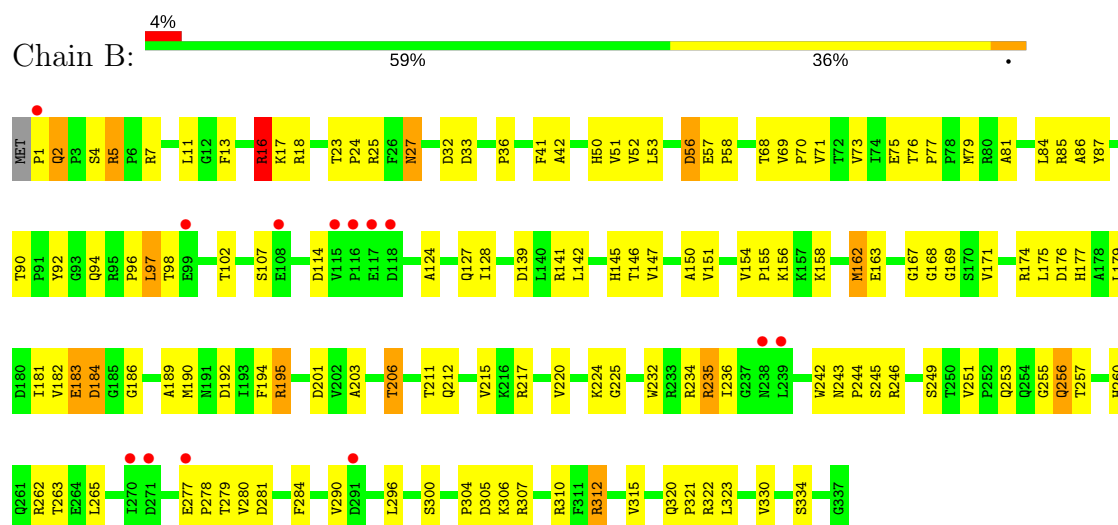 4%
Chain B:
59% 36% •
MET P1 Q2 P3 S4 R5 P6 R7 L11 G12 F13 R16 K17 R18 T23 P24 R25 F26 N27 D32 D33 P36 F41 A42 H50 V51 V52 L53 D56 E57 P58 T68 V69 P70 V71 T72 V73 I74 E75 T76 P77 P78 M79 R80 A81 L84 R85 A86 Y87
T90 P91 Y92 G93 Q94 R95 P96 L97 T98 E99 T102 S107 E108 D114 V115 P116 E117 D118 A124 Q127 I128 D139 L140 R141 L142 H145 T146 V147 A150 V151 V154 P155 K156 K157 K158 M162 E163 G167 G168 G169 S170 V171 R174 L175 D176 H177 A178 L179
D180 I181 V182 E183 D184 G185 G186 A189 M190 N191 D192 I193 F194 R195 D201 V202 A203 T206 T211 Q212 V215 K216 R217 V220 K224 G225 W232 R233 R234 R235 I236 G237 N238 L239 W242 N243 P244 S245 R246 S249 T250 V251 P252 Q253 Q254 G255 Q256 T257 H260
Q261 R262 T263 E264 L265 I270 D271 E277 P278 T279 V280 D281 F284 V290 D291 L296 S300 P304 D305 K306 R307 R310 F311 R312 V315 Q320 P321 R322 L323 V330 S334 G337